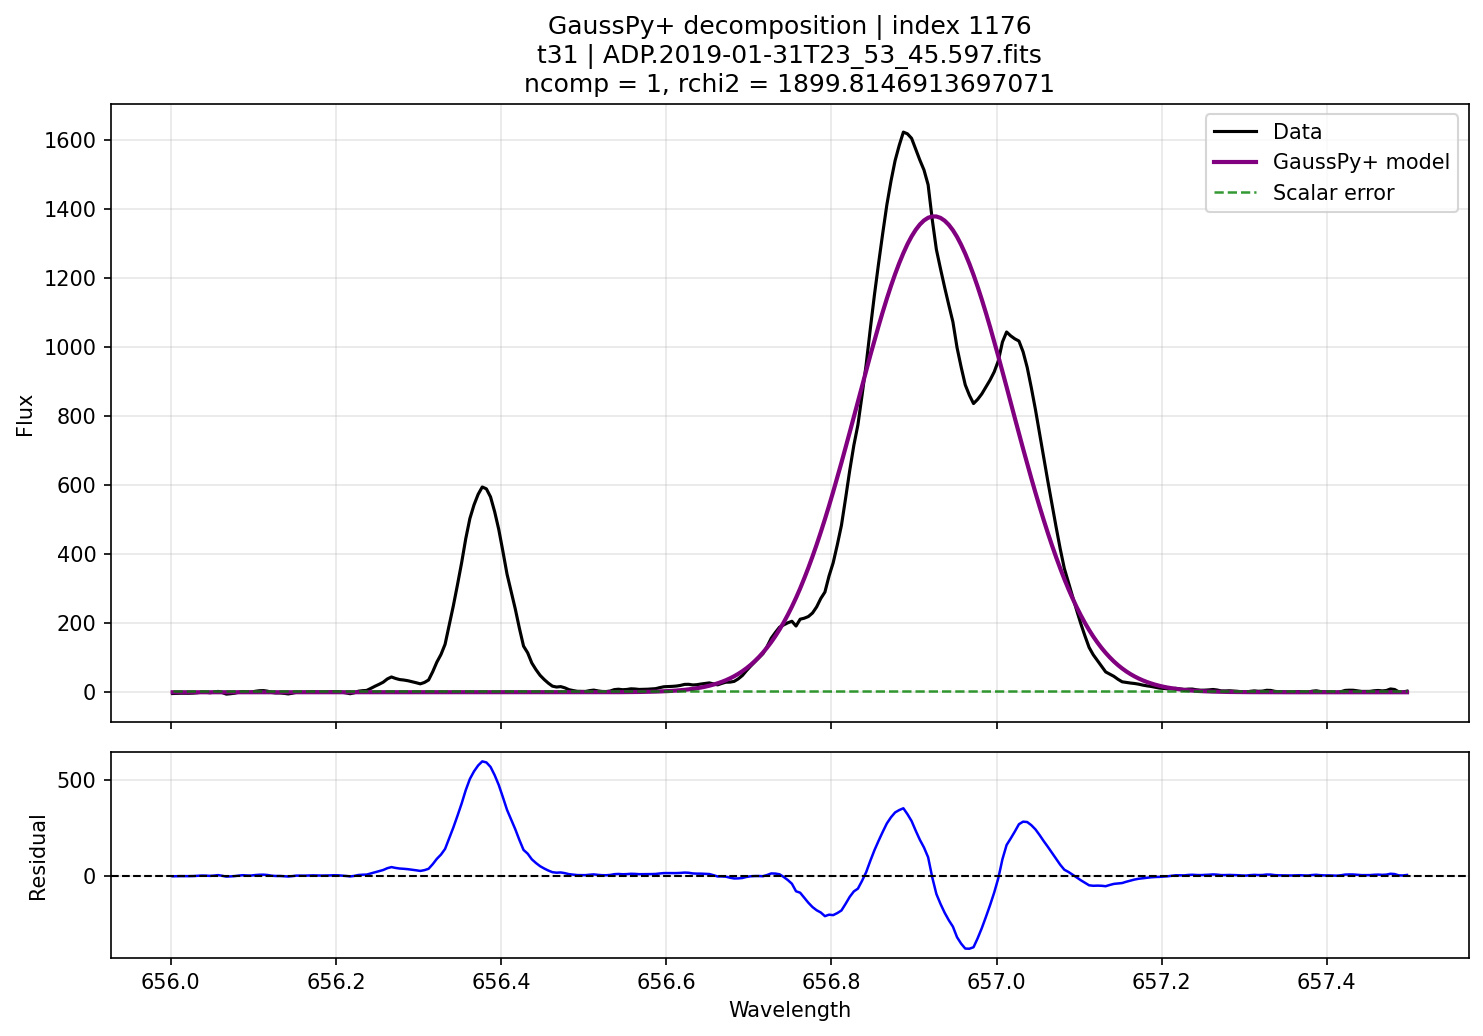 GaussPy+ decomposition | index 1176
t31 | ADP.2019-01-31T23_53_45.597.fits
ncomp = 1, rchi2 = 1899.8146913697071
Data
GaussPy+ model
Scalar error
Flux
1600
1400
1200
1000
800
600
400
200
0
Residual
500
0
656.0 656.2 656.4 656.6 656.8 657.0 657.2 657.4
Wavelength